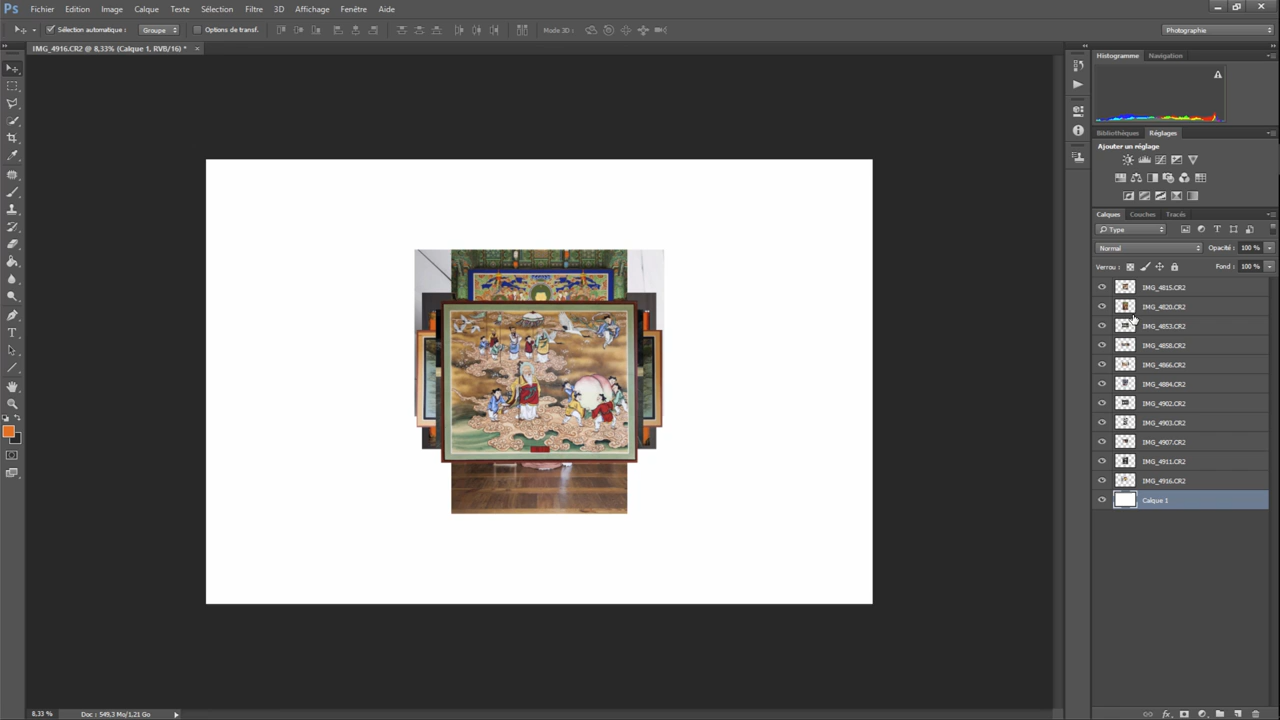 Ps Fichier Edition Image Calque Texte Sélection Filtre 3D Affichage Fenêtre Aide
Sélection automatique : Groupe Options de transf. Mode 3D : Photographie
IMG_4916.CR2 @ 8,33% (Calque 1, RVB/16) * ×
Histogramme Navigation
Bibliothèques Réglages
Ajouter un réglage
Calques Couches Tracés
Type
Normal Opacité : 100 %
Verrou : Fond : 100 %
IMG_4815.CR2
IMG_4820.CR2
IMG_4853.CR2
IMG_4858.CR2
IMG_4866.CR2
IMG_4884.CR2
IMG_4902.CR2
IMG_4903.CR2
IMG_4907.CR2
IMG_4911.CR2
IMG_4916.CR2
Calque 1
8,33 % Doc : 549,3 Mo/1,21 Go